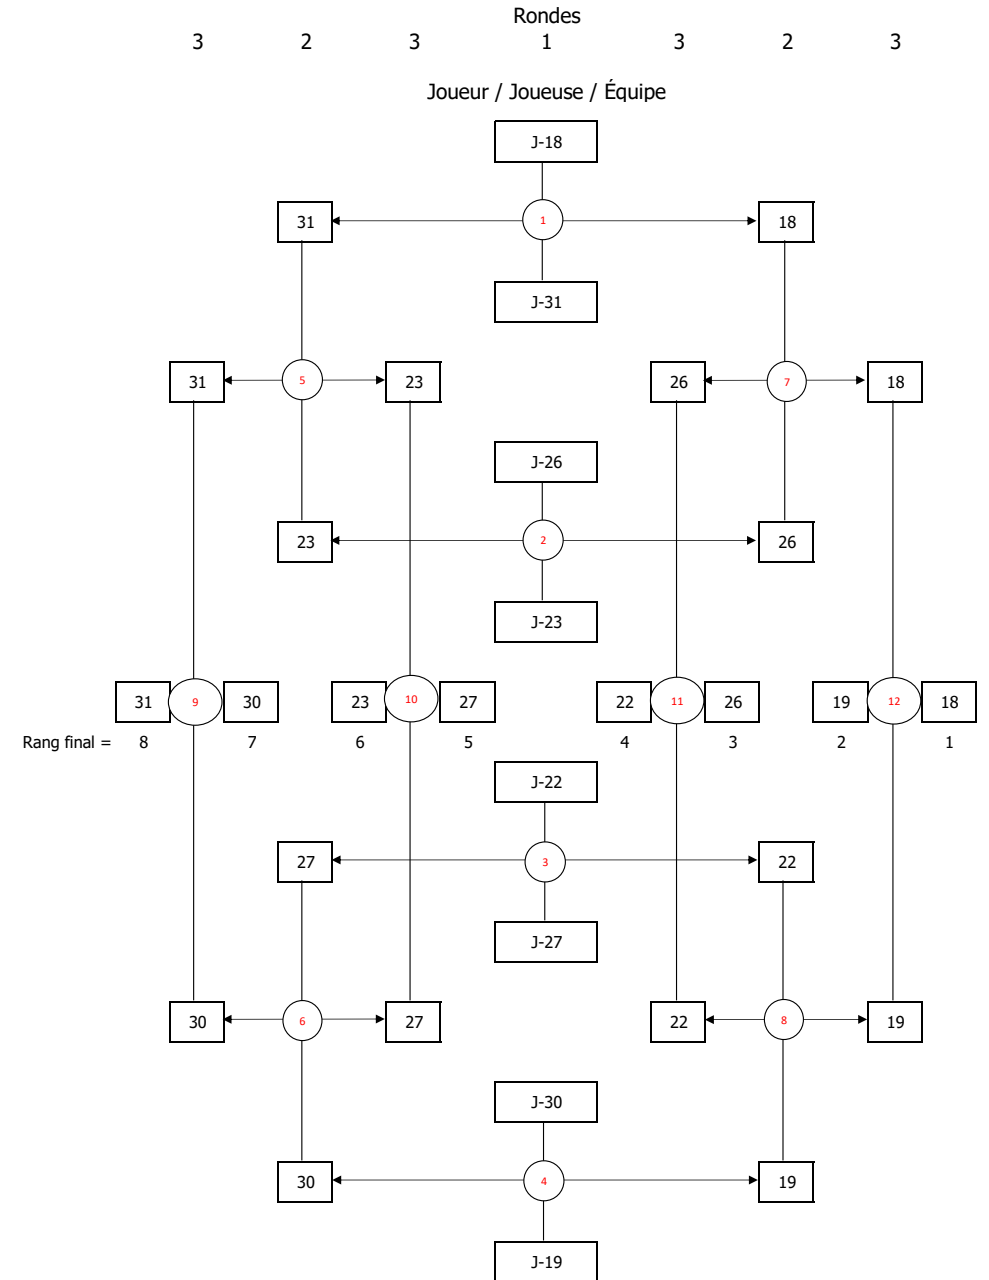 Rondes
3 2 3 1 3 2 3
Joueur / Joueuse / Équipe
J-18
31 1 18
J-31
31 5 23 26 7 18
J-26
23 2 26
J-23
31 9 30 23 10 27 22 11 26 19 12 18
Rang final = 8 7 6 5 4 3 2 1
J-22
27 3 22
J-27
30 6 27 22 8 19
J-30
30 4 19
J-19